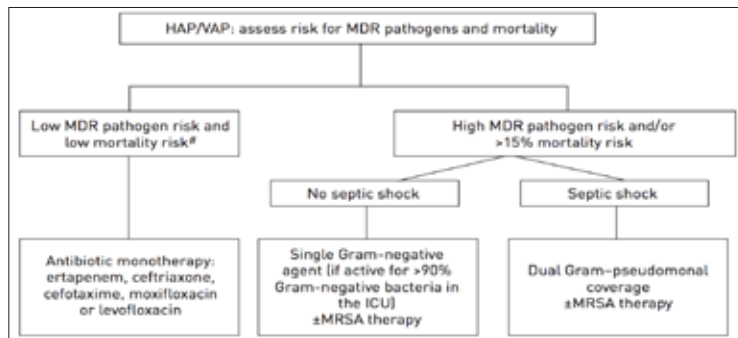 HAP/VAP: assess risk for MDR pathogens and mortality
Low MDR pathogen risk and
low mortality risk#
High MDR pathogen risk and/or
>15% mortality risk
No septic shock
Septic shock
Antibiotic monotherapy:
ertapenem, ceftriaxone,
cefotaxime, moxifloxacin
or levofloxacin
Single Gram-negative
agent (if active for >90%
Gram-negative bacteria in
the ICU)
±MRSA therapy
Dual Gram-pseudomonal
coverage
±MRSA therapy